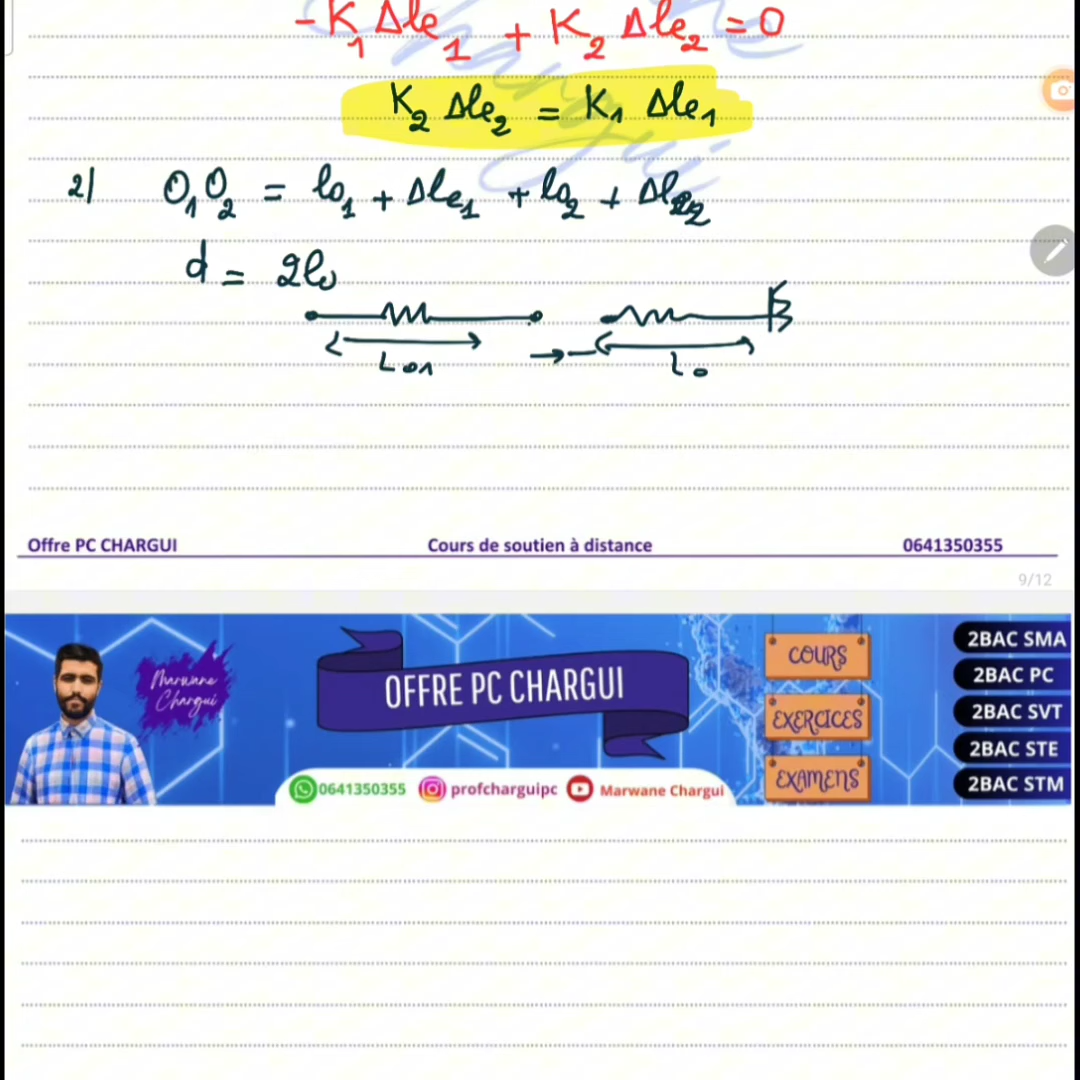 -K₁ Δle₁ + K₂ Δle₂ = 0
K₂ Δle₂ = K₁ Δle₁
2| O₁O₂ = lo₁ + Δle₁ + lo₂ + Δle₂
d = 2lo
Lo1 lo
Offre PC CHARGUI Cours de soutien à distance 0641350355
9/12
Marwane
Chargui
OFFRE PC CHARGUI
COURS
EXERCICES
EXAMENS
2BAC SMA
2BAC PC
2BAC SVT
2BAC STE
2BAC STM
0641350355 profcharguipc Marwane Chargui